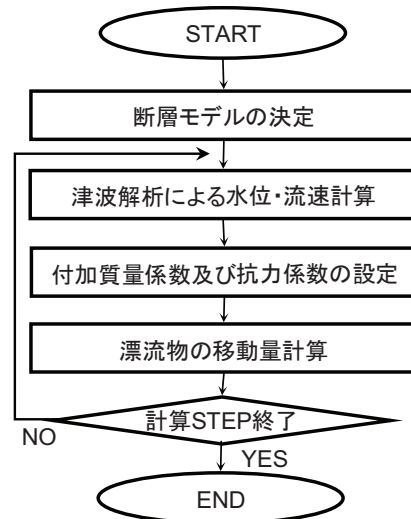 START
断層モデルの決定
津波解析による水位・流速計算
付加質量係数及び抗力係数の設定
漂流物の移動量計算
計算STEP終了
NO
YES
END